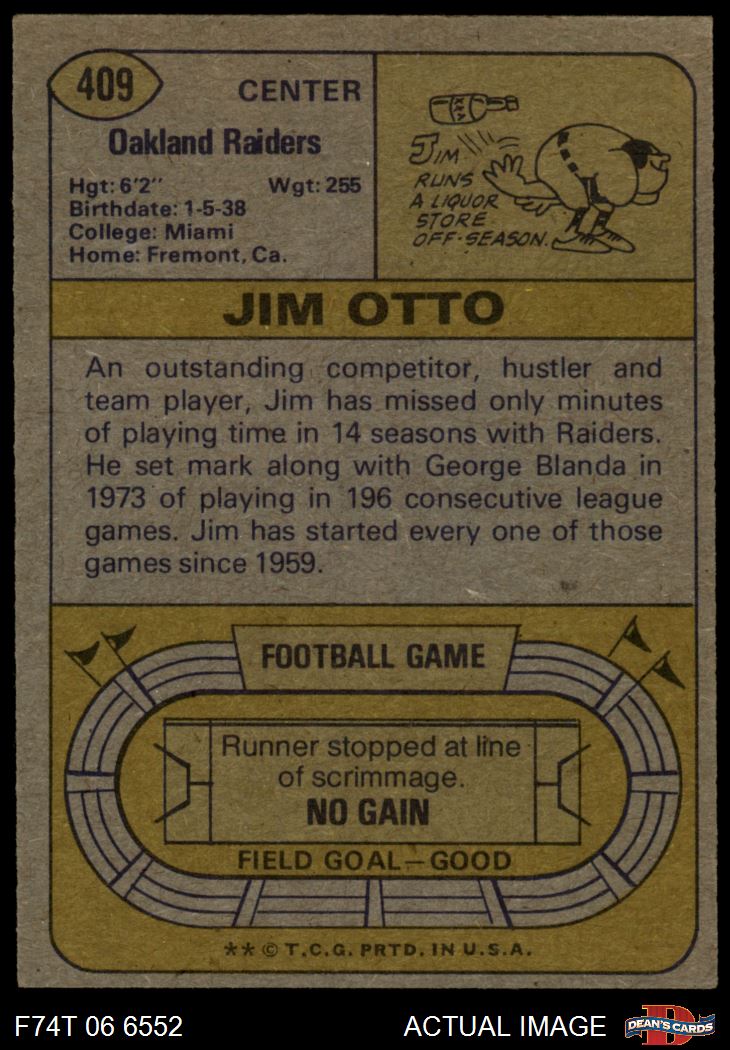 409
CENTER
Oakland Raiders
Hgt: 6'2" Wgt: 255
Birthdate: 1-5-38
College: Miami
Home: Fremont, Ca.
XXX
JIM
RUNS
A LIQUOR
STORE
OFF-SEASON.
JIM OTTO
An outstanding competitor, hustler and
team player, Jim has missed only minutes
of playing time in 14 seasons with Raiders.
He set mark along with George Blanda in
1973 of playing in 196 consecutive league
games. Jim has started every one of those
games since 1959.
FOOTBALL GAME
Runner stopped at line
of scrimmage.
NO GAIN
FIELD GOAL—GOOD
** © T.C.G. PRTD. IN U.S.A.
F74T 06 6552 ACTUAL IMAGE
D
DEAN'S CARDS